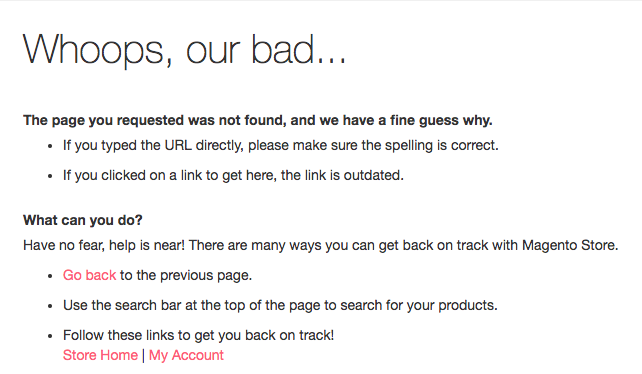 Whoops, our bad...
The page you requested was not found, and we have a fine guess why.
• If you typed the URL directly, please make sure the spelling is correct.
• If you clicked on a link to get here, the link is outdated.
What can you do?
Have no fear, help is near! There are many ways you can get back on track with Magento Store.
• Go back to the previous page.
• Use the search bar at the top of the page to search for your products.
• Follow these links to get you back on track!
Store Home | My Account